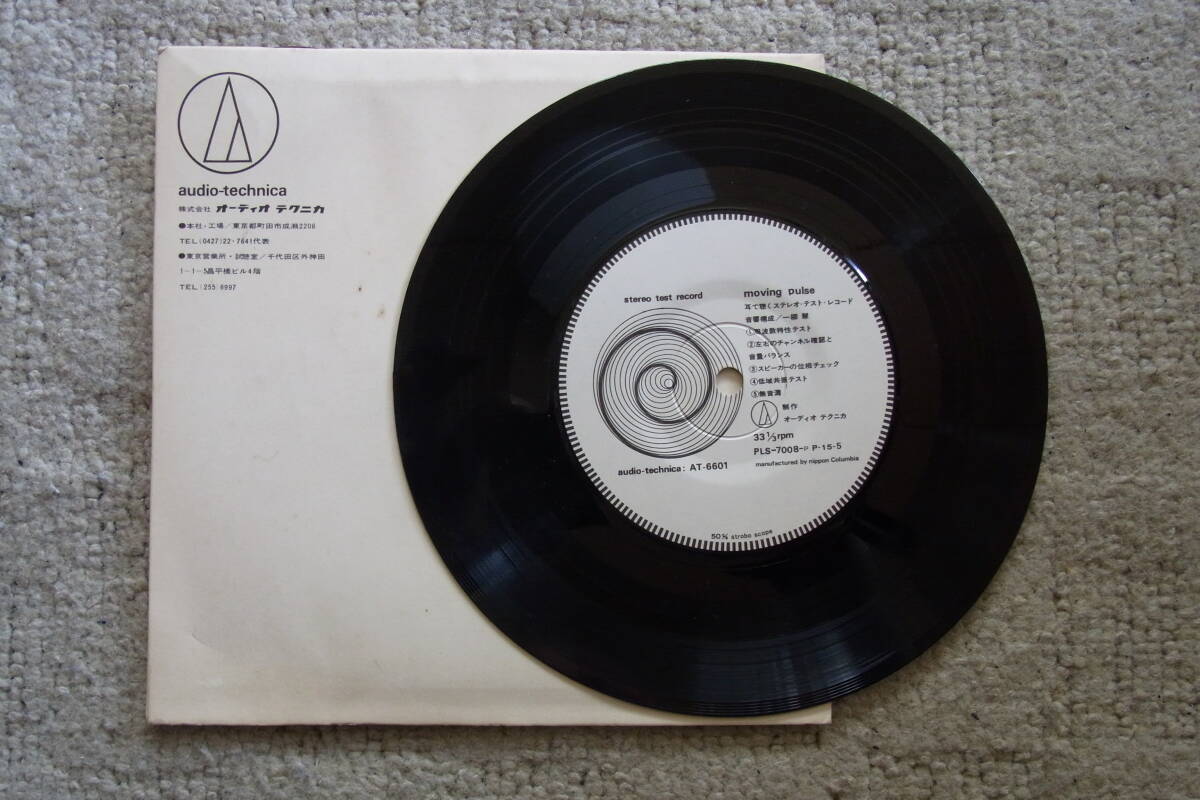 audio-technica
株式会社 オーディオ テクニカ
●本社・工場/東京都町田市成瀬2206
TEL(0427)22・7641代表
●東京営業所・試聴室/千代田区外神田
1-1-5昌平橋ビル4階
TEL(255)6997
stereo test record
audio-technica: AT-6601
moving pulse
耳で聴くステレオ・テスト・レコード
音響構成/一柳 慧
①周波数特性テスト
②左右のチャンネル確認と
音量バランス
③スピーカーの位相チェック
④低域共振テスト
⑤無音溝
制作
オーディオ テクニカ
33 1/3 rpm
PLS-7008-P P-15-5
manufactured by nippon Columbia
50% strobo scope